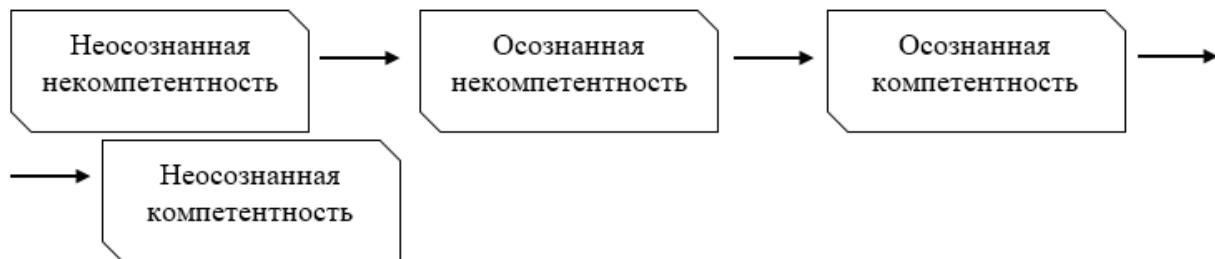 Неосознанная
некомпетентность
Осознанная
некомпетентность
Осознанная
компетентность
Неосознанная
компетентность